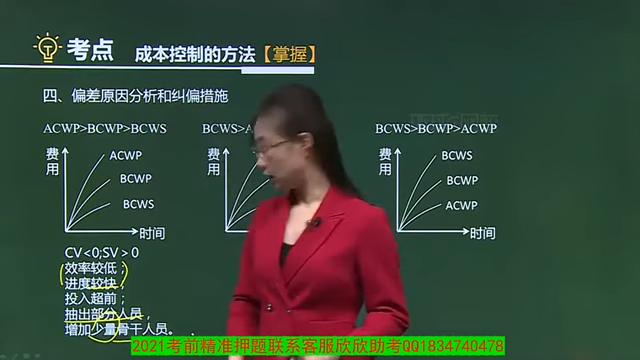 考点 成本控制的方法【掌握】
四、偏差原因分析和纠偏措施
ACWP>BCWP>BCWS
BCWS>
BCWS>BCWP>ACWP
费用
ACWP
BCWP
BCWS
时间
费用
费用
BCWS
BCWP
ACWP
时间
CV<0;SV>0
效率较低；
进度较快；
投入超前；
抽出部分人员，
增加少量骨干人员。
2021考前精准押题联系客服欣欣助考QQ1834740478